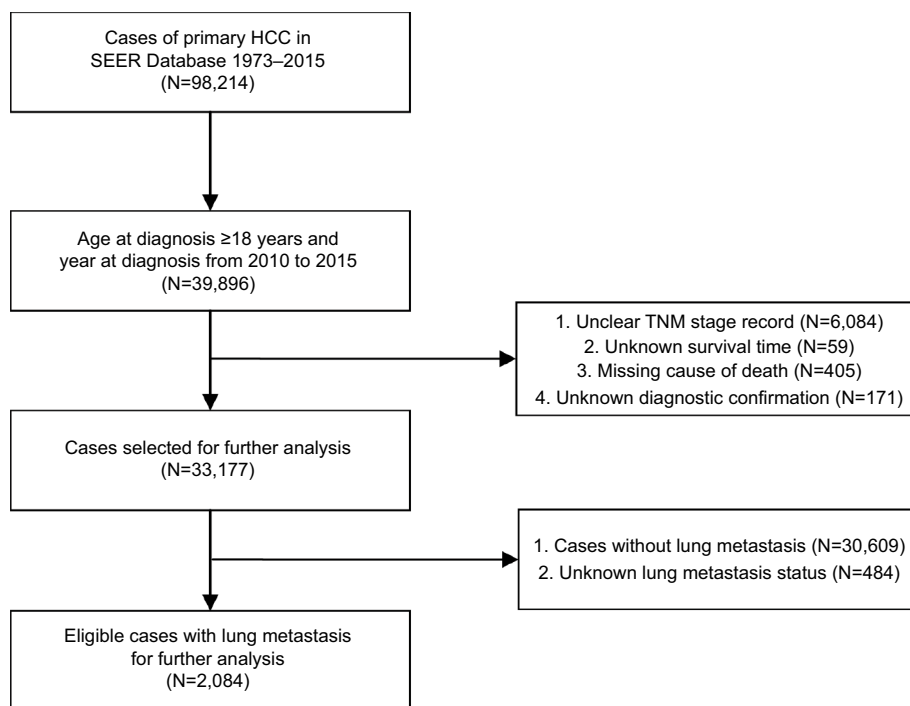 Cases of primary HCC in
SEER Database 1973–2015
(N=98,214)
Age at diagnosis ≥18 years and
year at diagnosis from 2010 to 2015
(N=39,896)
1. Unclear TNM stage record (N=6,084)
2. Unknown survival time (N=59)
3. Missing cause of death (N=405)
4. Unknown diagnostic confirmation (N=171)
Cases selected for further analysis
(N=33,177)
1. Cases without lung metastasis (N=30,609)
2. Unknown lung metastasis status (N=484)
Eligible cases with lung metastasis
for further analysis
(N=2,084)